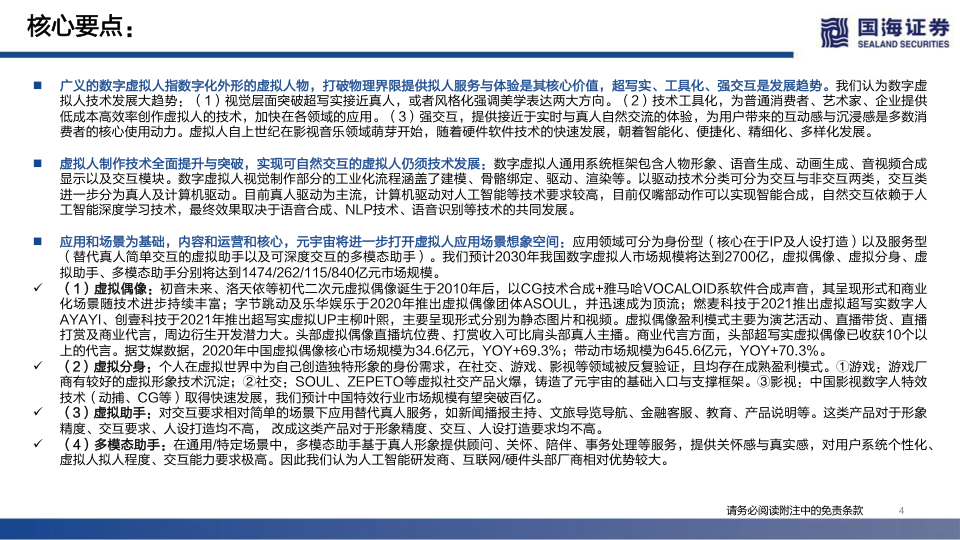 核心要点：
国海证券
SEALAND SECURITIES
广义的数字虚拟人指数字化外形的虚拟人物，打破物理界限提供拟人服务与体验是其核心价值，超写实、工具化、强交互是发展趋势。我们认为数字虚
拟人技术发展大趋势：（1）视觉层面突破超写实接近真人，或者风格化强调美学表达两大方向。（2）技术工具化，为普通消费者、艺术家、企业提供
低成本高效率创作虚拟人的技术，加快在各领域的应用。（3）强交互，提供接近于实时与真人自然交流的体验，为用户带来的互动感与沉浸感是多数消
费者的核心使用动力。虚拟人自上世纪在影视音乐领域萌芽开始，随着硬件软件技术的快速发展，朝着智能化、便捷化、精细化、多样化发展。
虚拟人制作技术全面提升与突破，实现可自然交互的虚拟人仍须技术发展：数字虚拟人通用系统框架包含人物形象、语音生成、动画生成、音视频合成
显示以及交互模块。数字虚拟人视觉制作部分的工业化流程涵盖了建模、骨骼绑定、驱动、渲染等。以驱动技术分类可分为交互与非交互两类，交互类
进一步分为真人及计算机驱动。目前真人驱动为主流，计算机驱动对人工智能等技术要求较高，目前仅嘴部动作可以实现智能合成，自然交互依赖于人
工智能深度学习技术，最终效果取决于语音合成、NLP技术、语音识别等技术的共同发展。
应用和场景为基础，内容和运营和核心，元宇宙将进一步打开虚拟人应用场景想象空间：应用领域可分为身份型（核心在于IP及人设打造）以及服务型
（替代真人简单交互的虚拟助手以及可深度交互的多模态助手）。我们预计2030年我国数字虚拟人市场规模将达到2700亿，虚拟偶像、虚拟分身、虚
拟助手、多模态助手分别将达到1474/262/115/840亿元市场规模。
✓ （1）虚拟偶像：初音未来、洛天依等初代二次元虚拟偶像诞生于2010年后，以CG技术合成+雅马哈VOCALOID系软件合成声音，其呈现形式和商业
化场景随技术进步持续丰富；字节跳动及乐华娱乐于2020年推出虚拟偶像团体ASOUL，并迅速成为顶流；燃麦科技于2021推出虚拟超写实数字人
AYAYI、创壹科技于2021年推出超写实虚拟UP主柳叶熙，主要呈现形式分别为静态图片和视频。虚拟偶像盈利模式主要为演艺活动、直播带货、直播
打赏及商业代言，周边衍生开发潜力大。头部虚拟偶像直播坑位费、打赏收入可比肩头部真人主播。商业代言方面，头部超写实虚拟偶像已收获10个以
上的代言。据艾媒数据，2020年中国虚拟偶像核心市场规模为34.6亿元，YOY+69.3%；带动市场规模为645.6亿元，YOY+70.3%。
✓ （2）虚拟分身：个人在虚拟世界中为自己创造独特形象的身份需求，在社交、游戏、影视等领域被反复验证，且均存在成熟盈利模式。①游戏：游戏厂
商有较好的虚拟形象技术沉淀；②社交：SOUL、ZEPETO等虚拟社交产品火爆，铸造了元宇宙的基础入口与支撑框架。③影视：中国影视数字人特效技
术（动捕、CG等）取得快速发展，我们预计中国特效行业市场规模有望突破百亿。
✓ （3）虚拟助手：对交互要求相对简单的场景下应用替代真人服务，如新闻播报主持、文旅导览导航、金融客服、教育、产品说明等。这类产品对于形象
精度、交互要求、人设打造均不高， 改成这类产品对于形象精度、交互、人设打造要求均不高。
✓ （4）多模态助手：在通用/特定场景中，多模态助手基于真人形象提供顾问、关怀、陪伴、事务处理等服务，提供关怀感与真实感，对用户系统个性化、
虚拟人拟人程度、交互能力要求极高。因此我们认为人工智能研发商、互联网/硬件头部厂商相对优势较大。
请务必阅读附注中的免责条款
4